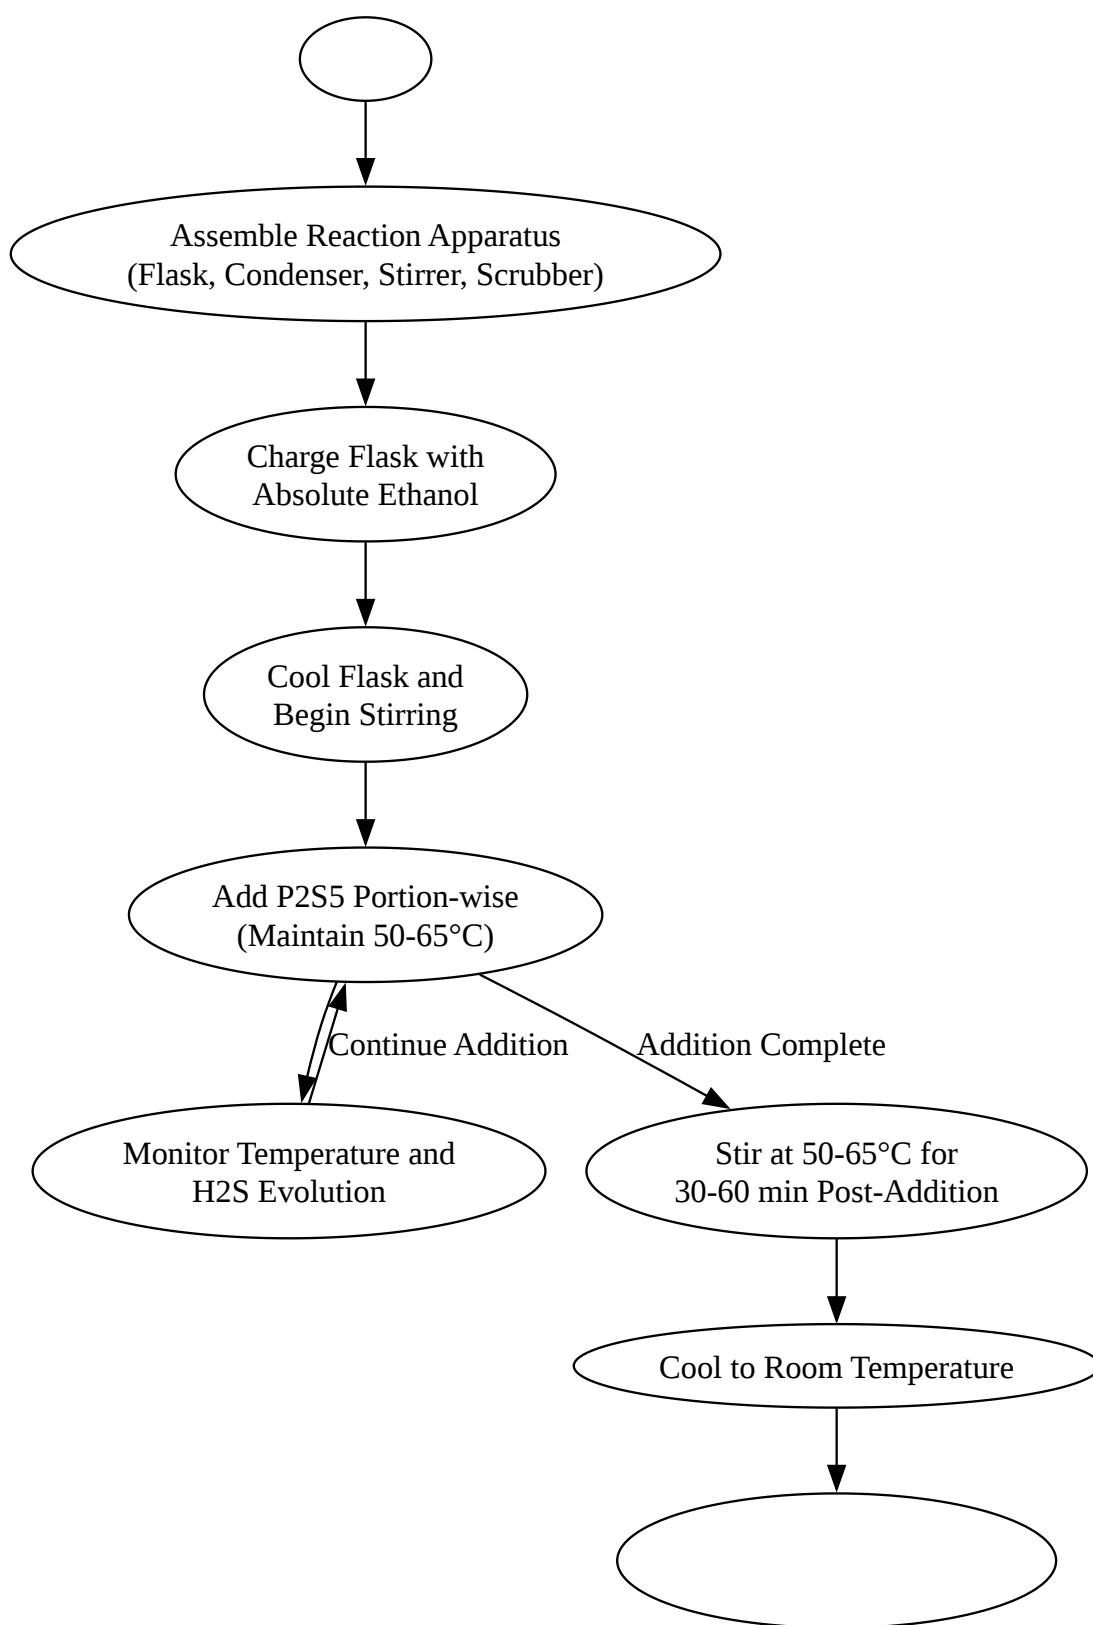 Assemble Reaction Apparatus
(Flask, Condenser, Stirrer, Scrubber)
Charge Flask with
Absolute Ethanol
Cool Flask and
Begin Stirring
Add P2S5 Portion-wise
(Maintain 50-65°C)
Continue Addition
Addition Complete
Monitor Temperature and
H2S Evolution
Stir at 50-65°C for
30-60 min Post-Addition
Cool to Room Temperature